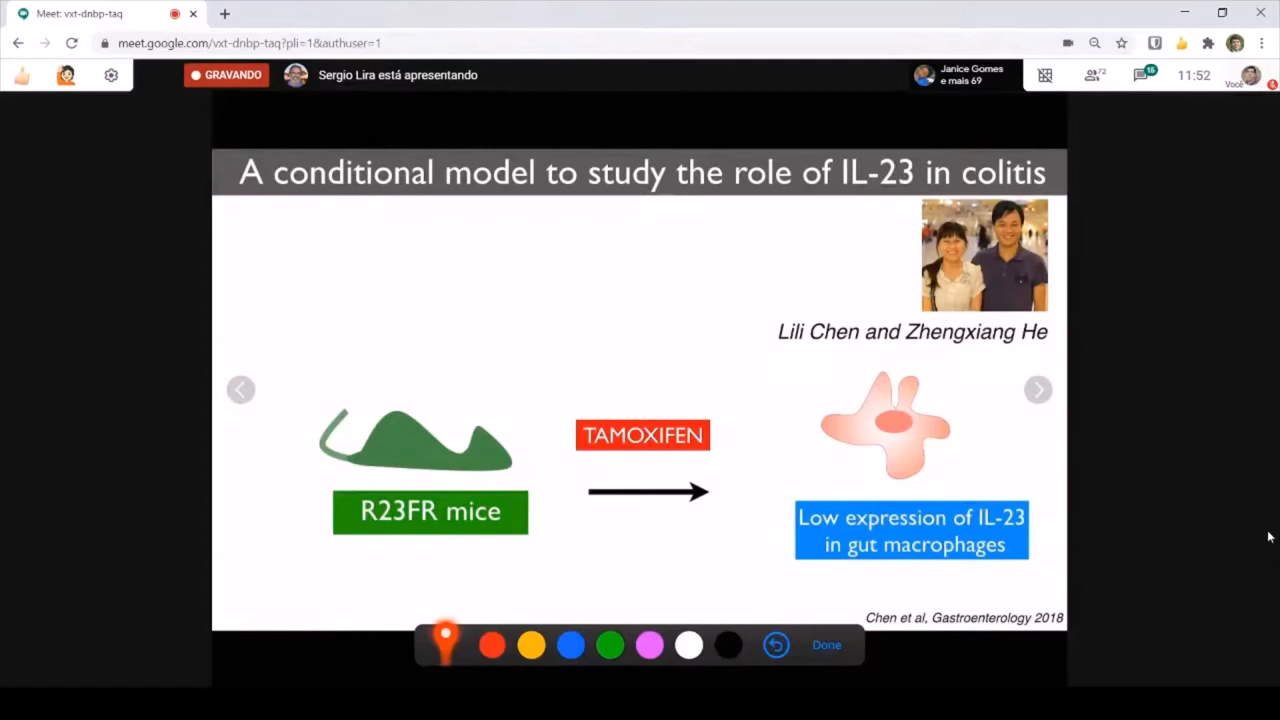 Meet: vxt-dnbp-taq
meet.google.com/vxt-dnbp-taq?pli=1&authuser=1
GRAVANDO
Sergio Lira está apresentando
Janice Gomes
e mais 69
72
15
11:52
Você
A conditional model to study the role of IL-23 in colitis
Lili Chen and Zhengxiang He
TAMOXIFEN
R23FR mice
Low expression of IL-23
in gut macrophages
Chen et al, Gastroenterology 2018
Done